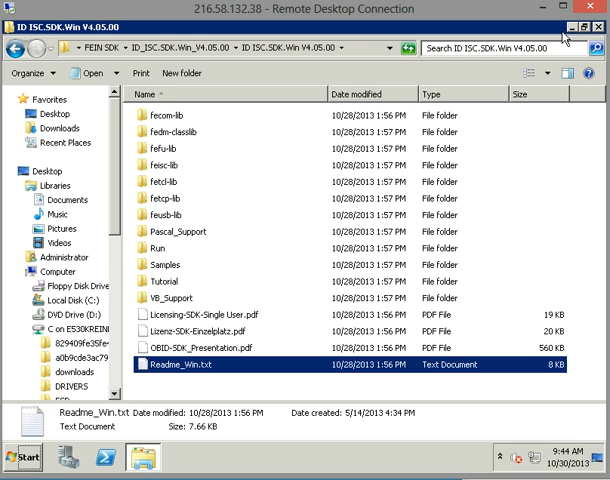 216.58.132.38 - Remote Desktop Connection
ID ISC.SDK.Win V4.05.00
FEIN SDK ID_ISC.SDK_Win_V4.05.00 ID ISC.SDK.Win V4.05.00 Search ID ISC.SDK.Win V4.05.00
Organize Open Print New folder
Name Date modified Type Size
Favorites
Desktop
Downloads
Recent Places
Desktop
Libraries
Documents
Music
Pictures
Videos
Administrator
Computer
Floppy Disk Drive
Local Disk (C:)
DVD Drive (D:)
C on E530KREIN
829409fe35fe
a0b9cde3ac79
downloads
DRIVERS
fecom-lib 10/28/2013 1:56 PM File folder
fedm-classlib 10/28/2013 1:57 PM File folder
fefu-lib 10/28/2013 1:57 PM File folder
feisc-lib 10/28/2013 1:57 PM File folder
fetcl-lib 10/28/2013 1:57 PM File folder
fetcp-lib 10/28/2013 1:56 PM File folder
feusb-lib 10/28/2013 1:57 PM File folder
Pascal_Support 10/28/2013 1:56 PM File folder
Run 10/28/2013 1:57 PM File folder
Samples 10/28/2013 1:56 PM File folder
Tutorial 10/28/2013 1:56 PM File folder
VB_Support 10/28/2013 1:56 PM File folder
Licensing-SDK-Single User.pdf 10/28/2013 1:56 PM PDF File 19 KB
Lizenz-SDK-Einzelplatz.pdf 10/28/2013 1:56 PM PDF File 20 KB
OBID-SDK_Presentation.pdf 10/28/2013 1:56 PM PDF File 560 KB
Readme_Win.txt 10/28/2013 1:56 PM Text Document 8 KB
Readme_Win.txt Date modified: 10/28/2013 1:56 PM Date created: 5/14/2013 4:34 PM
Text Document Size: 7.66 KB
Start
9:44 AM
10/30/2013